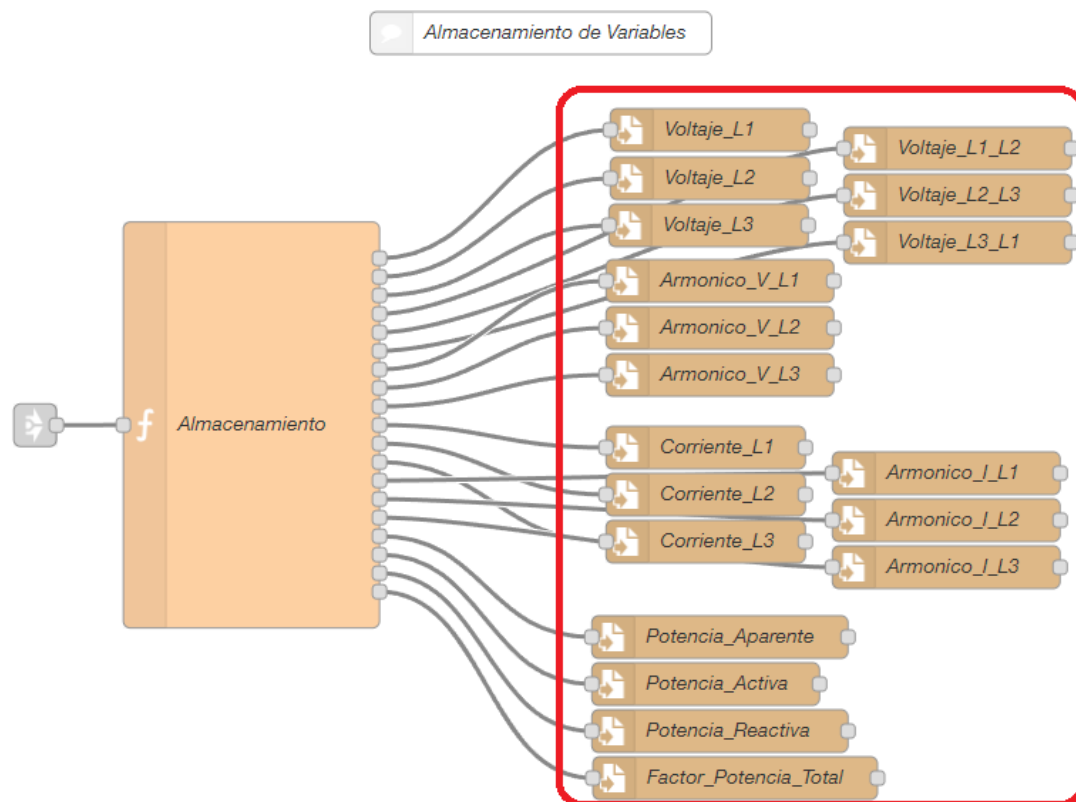 Almacenamiento de Variables
Voltaje_L1
Voltaje_L1_L2
Voltaje_L2
Voltaje_L2_L3
Voltaje_L3
Voltaje_L3_L1
Armonico_V_L1
Armonico_V_L2
Armonico_V_L3
Almacenamiento
Corriente_L1
Armonico_I_L1
Corriente_L2
Armonico_I_L2
Corriente_L3
Armonico_I_L3
Potencia_Aparente
Potencia_Activa
Potencia_Reactiva
Factor_Potencia_Total